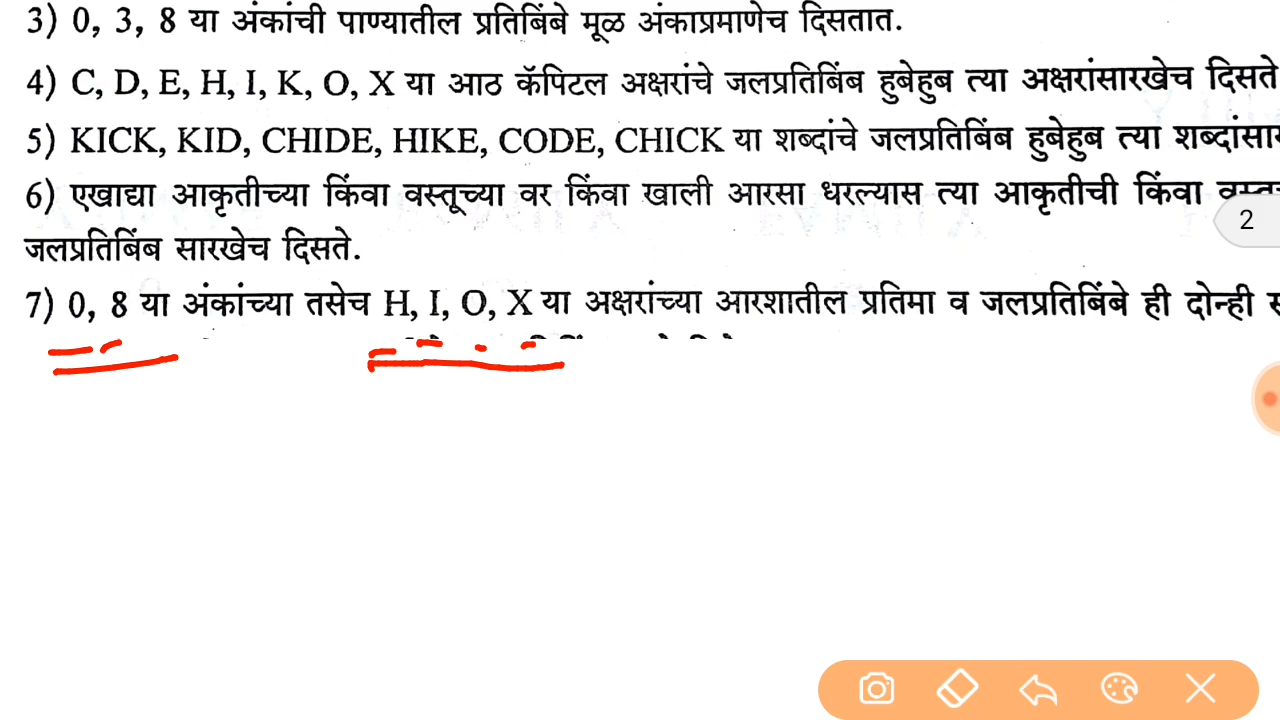 3) 0, 3, 8 या अंकांची पाण्यातील प्रतिबिंबे मूळ अंकाप्रमाणेच दिसतात.
4) C, D, E, H, I, K, O, X या आठ कॅपिटल अक्षरांचे जलप्रतिबिंब हुबेहुब त्या अक्षरांसारखेच दिसते
5) KICK, KID, CHIDE, HIKE, CODE, CHICK या शब्दांचे जलप्रतिबिंब हुबेहुब त्या
6) एखाद्या आकृतीच्या किंवा वस्तूच्या वर किंवा खाली आरसा धरल्यास त्या आकृतीची किंवा
2
जलप्रतिबिंब सारखेच दिसते.
7) 0, 8 या अंकांच्या तसेच H, I, O, X या अक्षरांच्या आरशातील प्रतिमा व जलप्रतिबिंबे ही दोन्ही